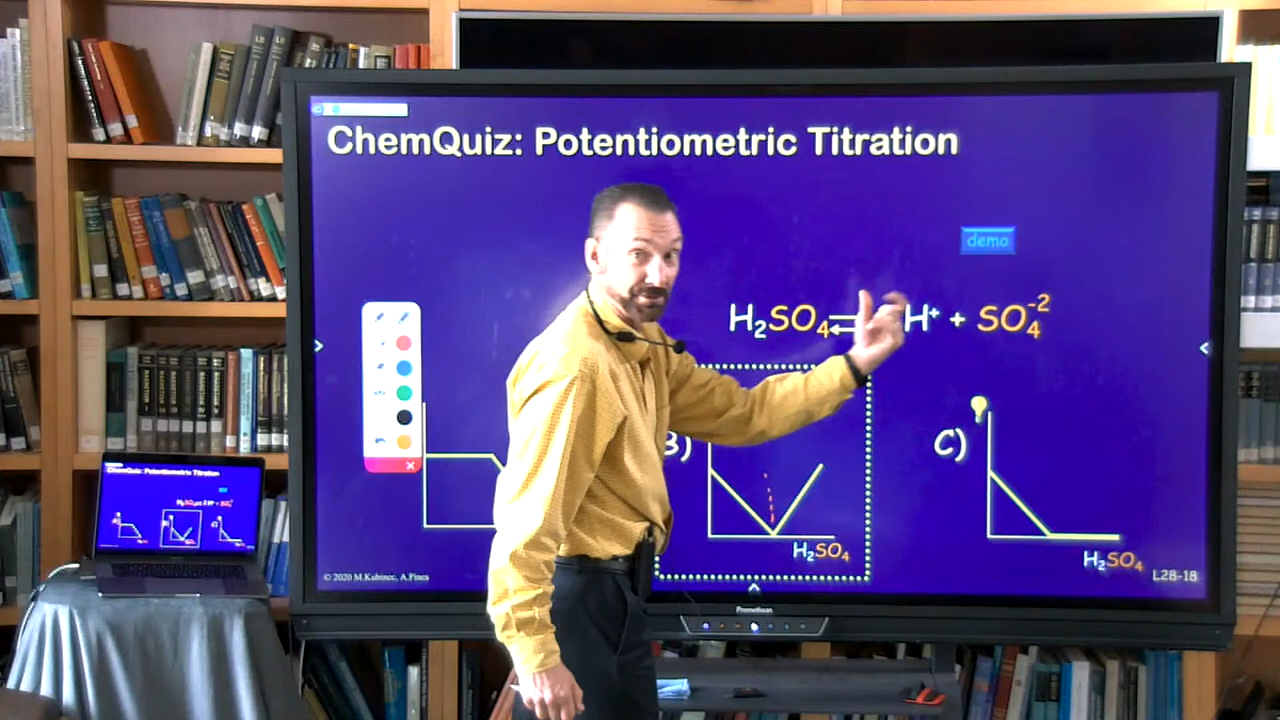 ChemQuiz: Potentiometric Titration
demo
H₂SO₄ ⇌ H⁺ + SO₄⁻²
B)
C)
H₂SO₄
H₂SO₄
© 2020 M.Kubinec, A.Pines
L28-18
Promethean
ChemQuiz: Potentiometric Titration